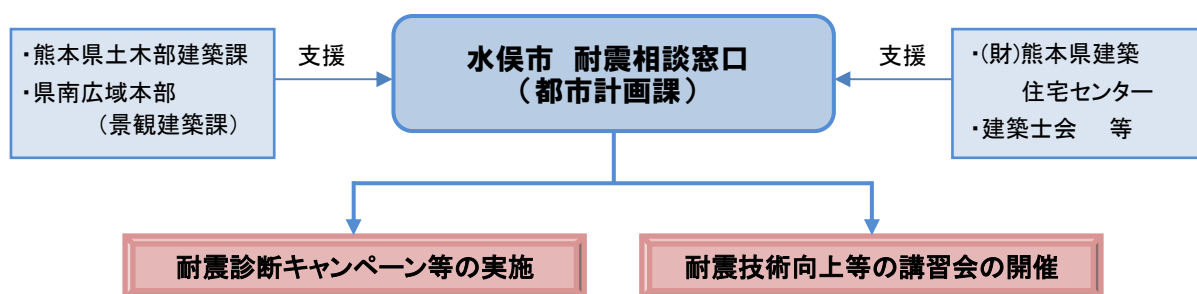 ・熊本県土木部建築課
・県南広域本部
（景観建築課）
支援
水俣市 耐震相談窓口
（都市計画課）
支援
・(財)熊本県建築
住宅センター
・建築士会 等
耐震診断キャンペーン等の実施
耐震技術向上等の講習会の開催